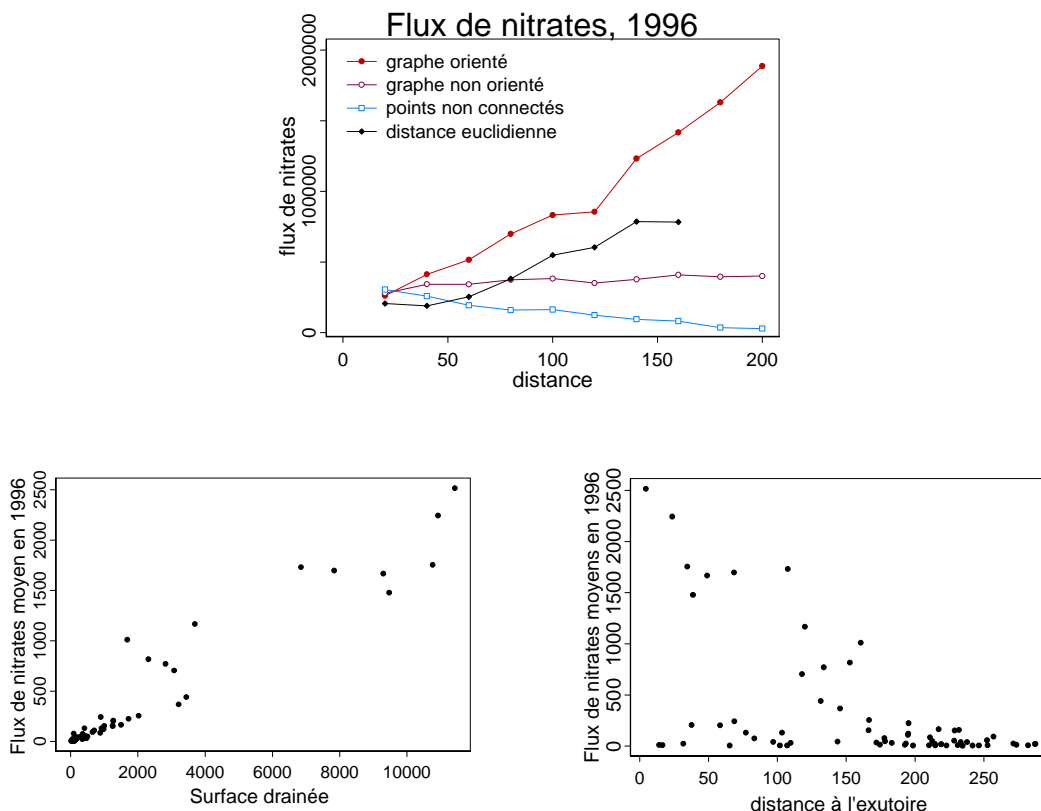 Flux de nitrates, 1996
graphe orienté
graphe non orienté
points non connectés
distance euclidienne
flux de nitrates
0 1000000 2000000
0 50 100 150 200
distance
Flux de nitrates moyen en 1996
0 500 1000 1500 2000 2500
0 2000 4000 6000 8000 10000
Surface drainée
Flux de nitrates moyens en 1996
0 500 1000 1500 2000 2500
0 50 100 150 200 250
distance à l'exutoire